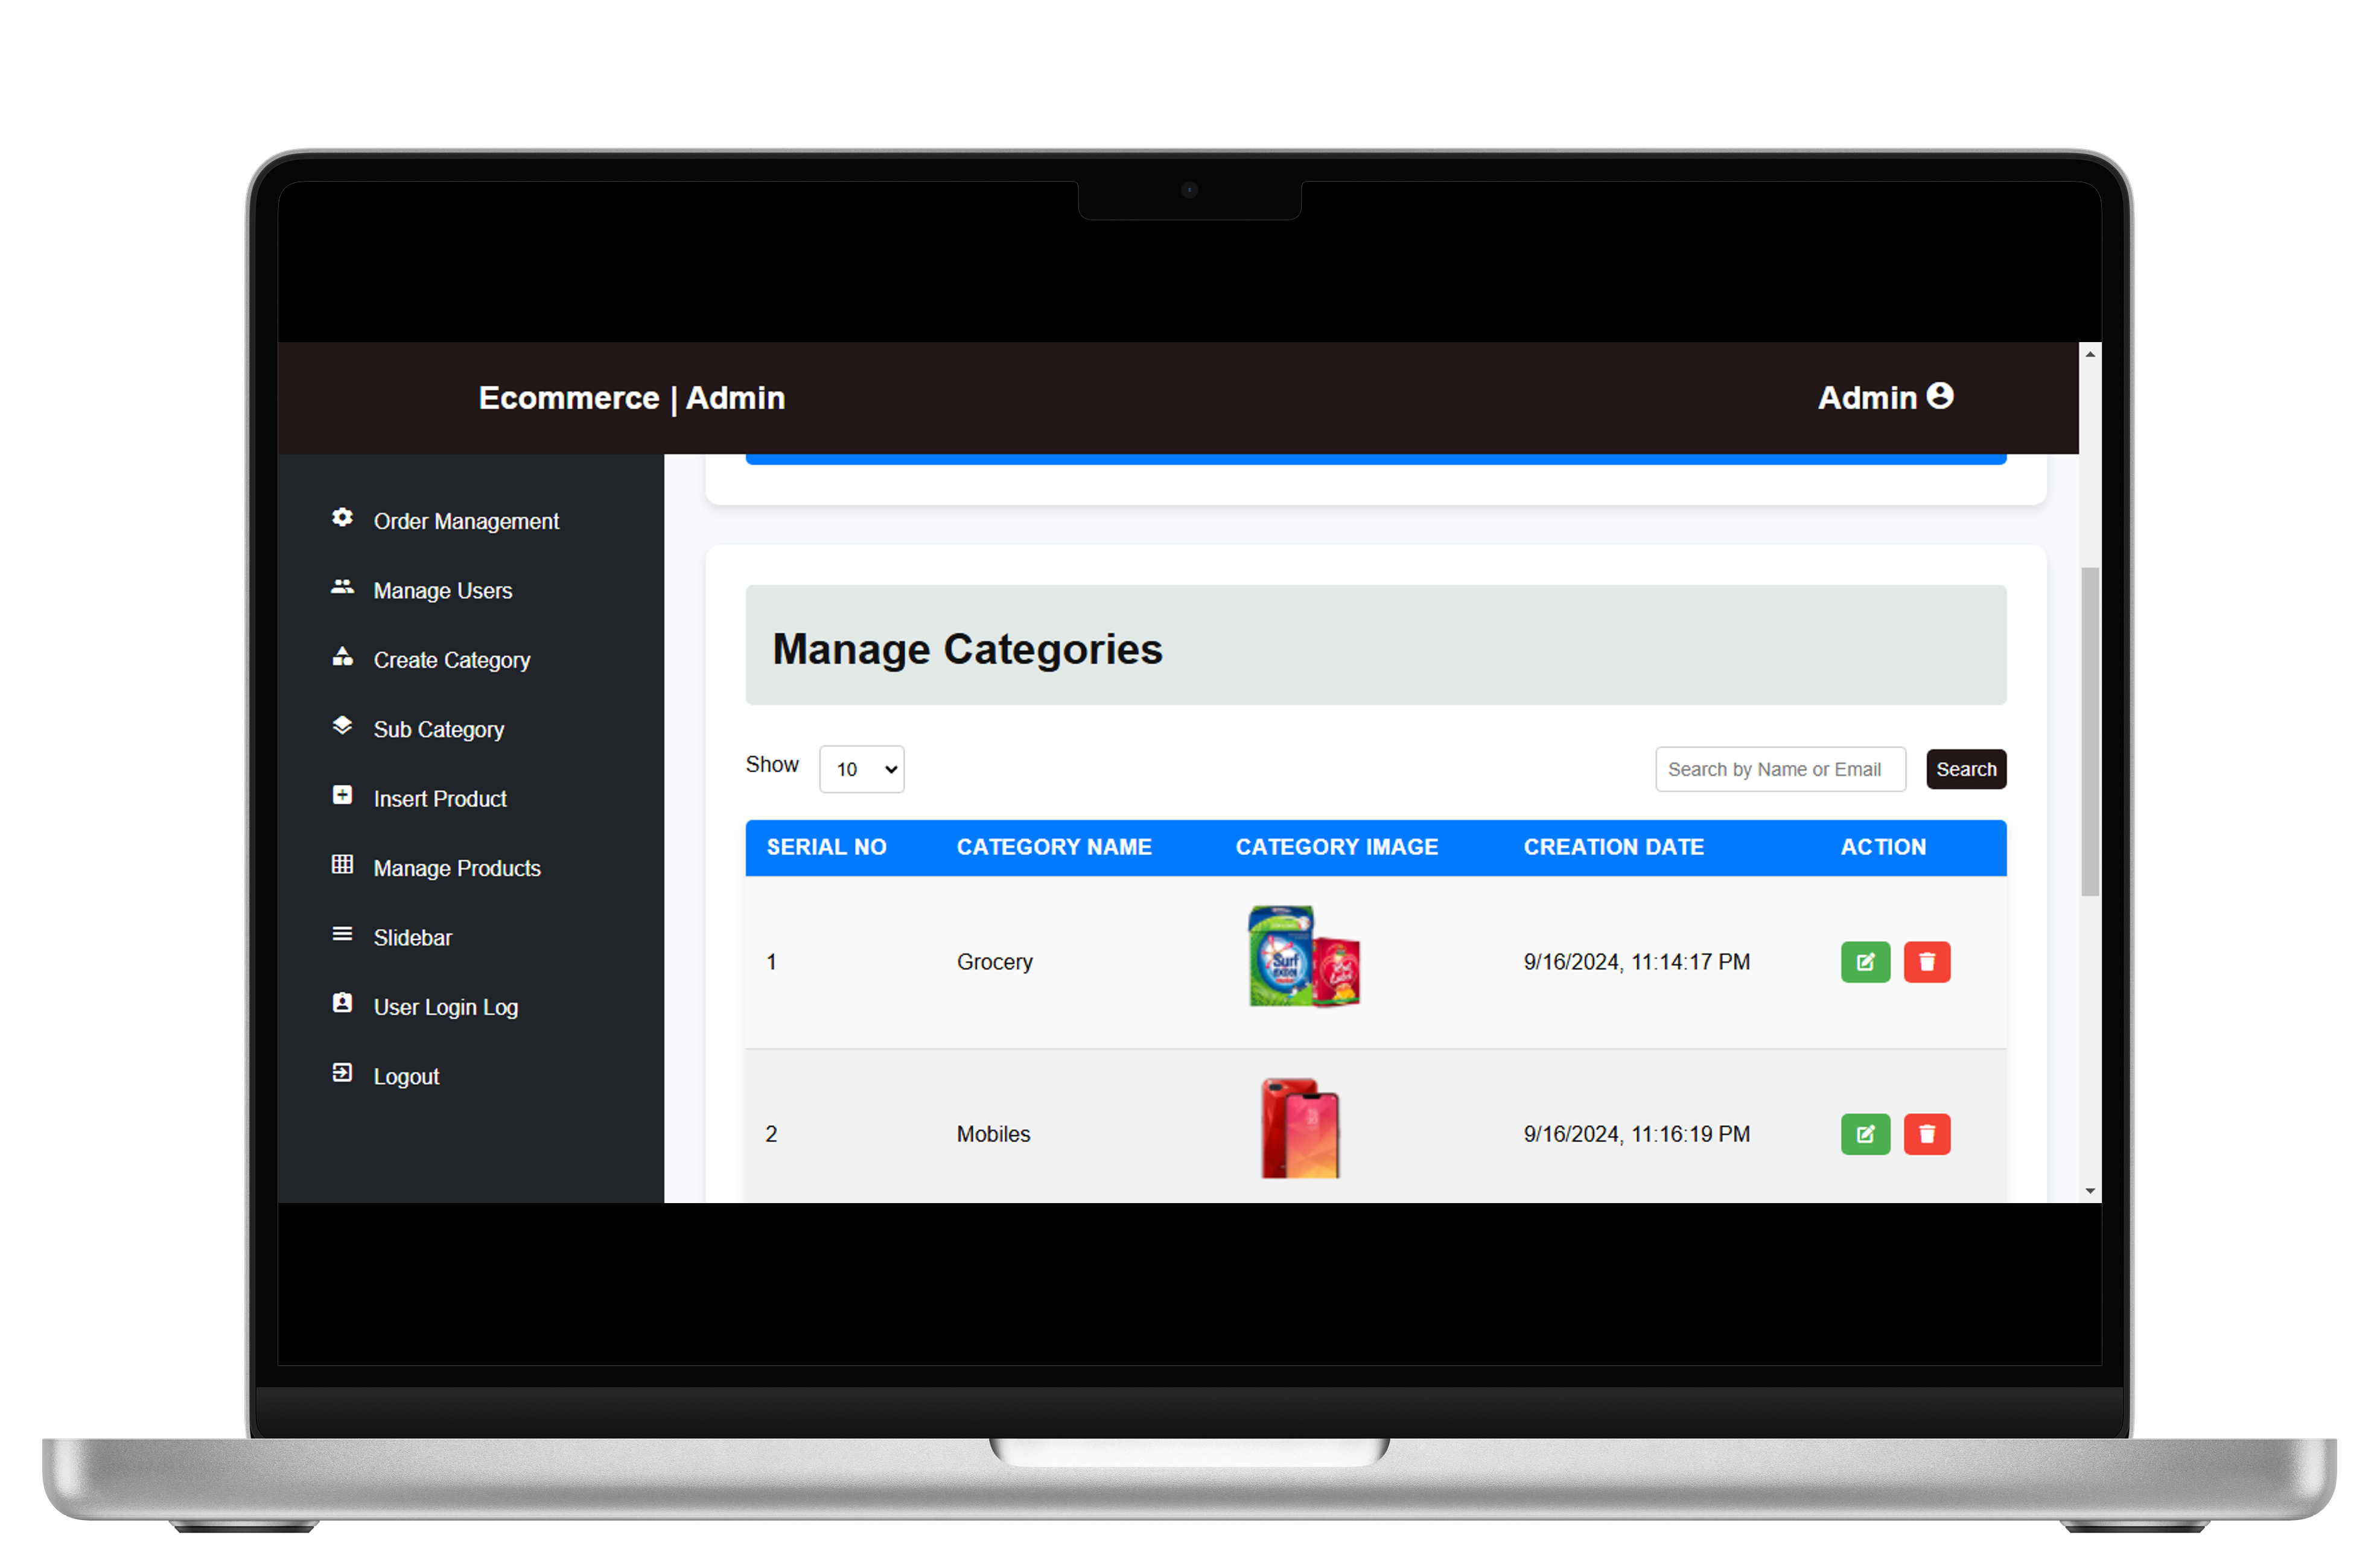 Ecommerce | Admin
Admin
Order Management
Manage Users
Create Category
Sub Category
Insert Product
Manage Products
Slidebar
User Login Log
Logout
Manage Categories
Show 10
Search by Name or Email Search
SERIAL NO CATEGORY NAME CATEGORY IMAGE CREATION DATE ACTION
1 Grocery 9/16/2024, 11:14:17 PM
Surf
excel
2 Mobiles 9/16/2024, 11:16:19 PM